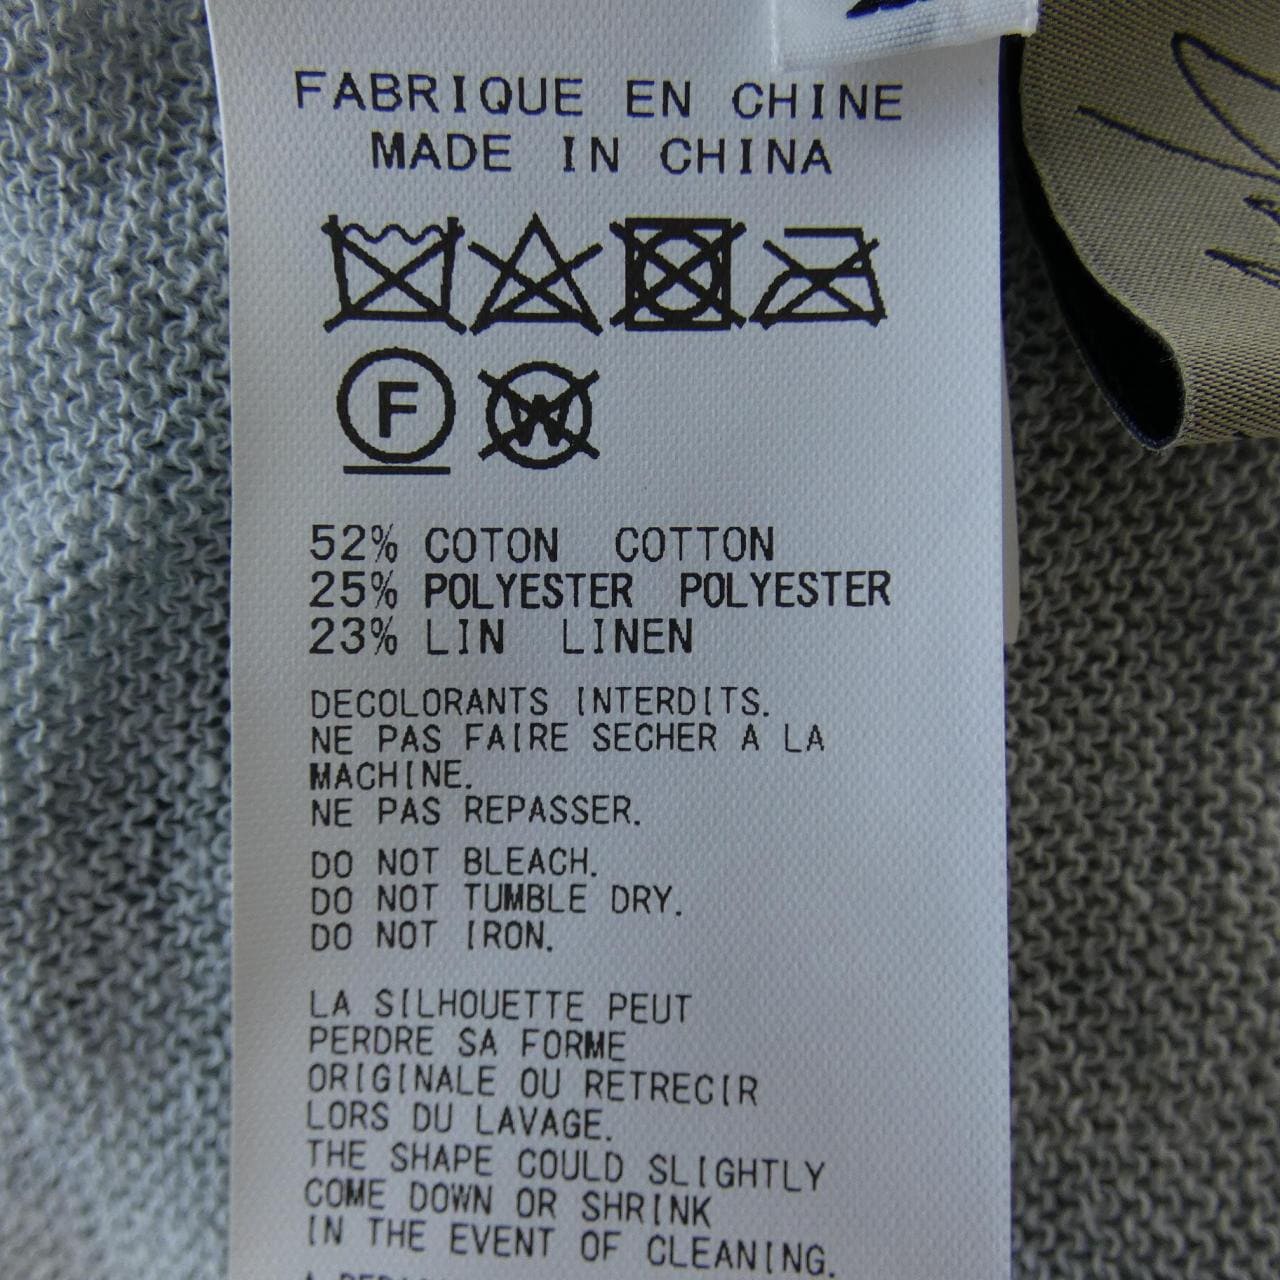 FABRIQUE EN CHINE
MADE IN CHINA
F W
52% COTON COTTON
25% POLYESTER POLYESTER
23% LIN LINEN
DECOLORANTS INTERDITS.
NE PAS FAIRE SECHER A LA
MACHINE.
NE PAS REPASSER.
DO NOT BLEACH.
DO NOT TUMBLE DRY.
DO NOT IRON.
LA SILHOUETTE PEUT
PERDRE SA FORME
ORIGINALE OU RETRECIR
LORS DU LAVAGE.
THE SHAPE COULD SLIGHTLY
COME DOWN OR SHRINK
IN THE EVENT OF CLEANING.